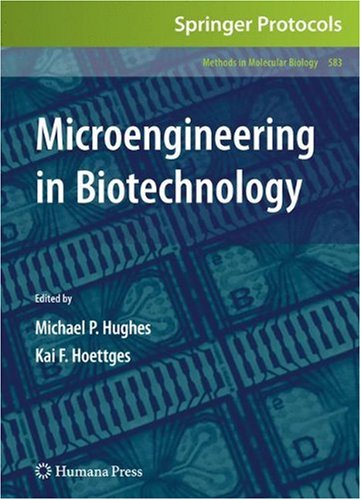 Springer Protocols
Methods in Molecular Biology 583
Microengineering
in Biotechnology
Edited by
Michael P. Hughes
Kai F. Hoettges
Humana Press